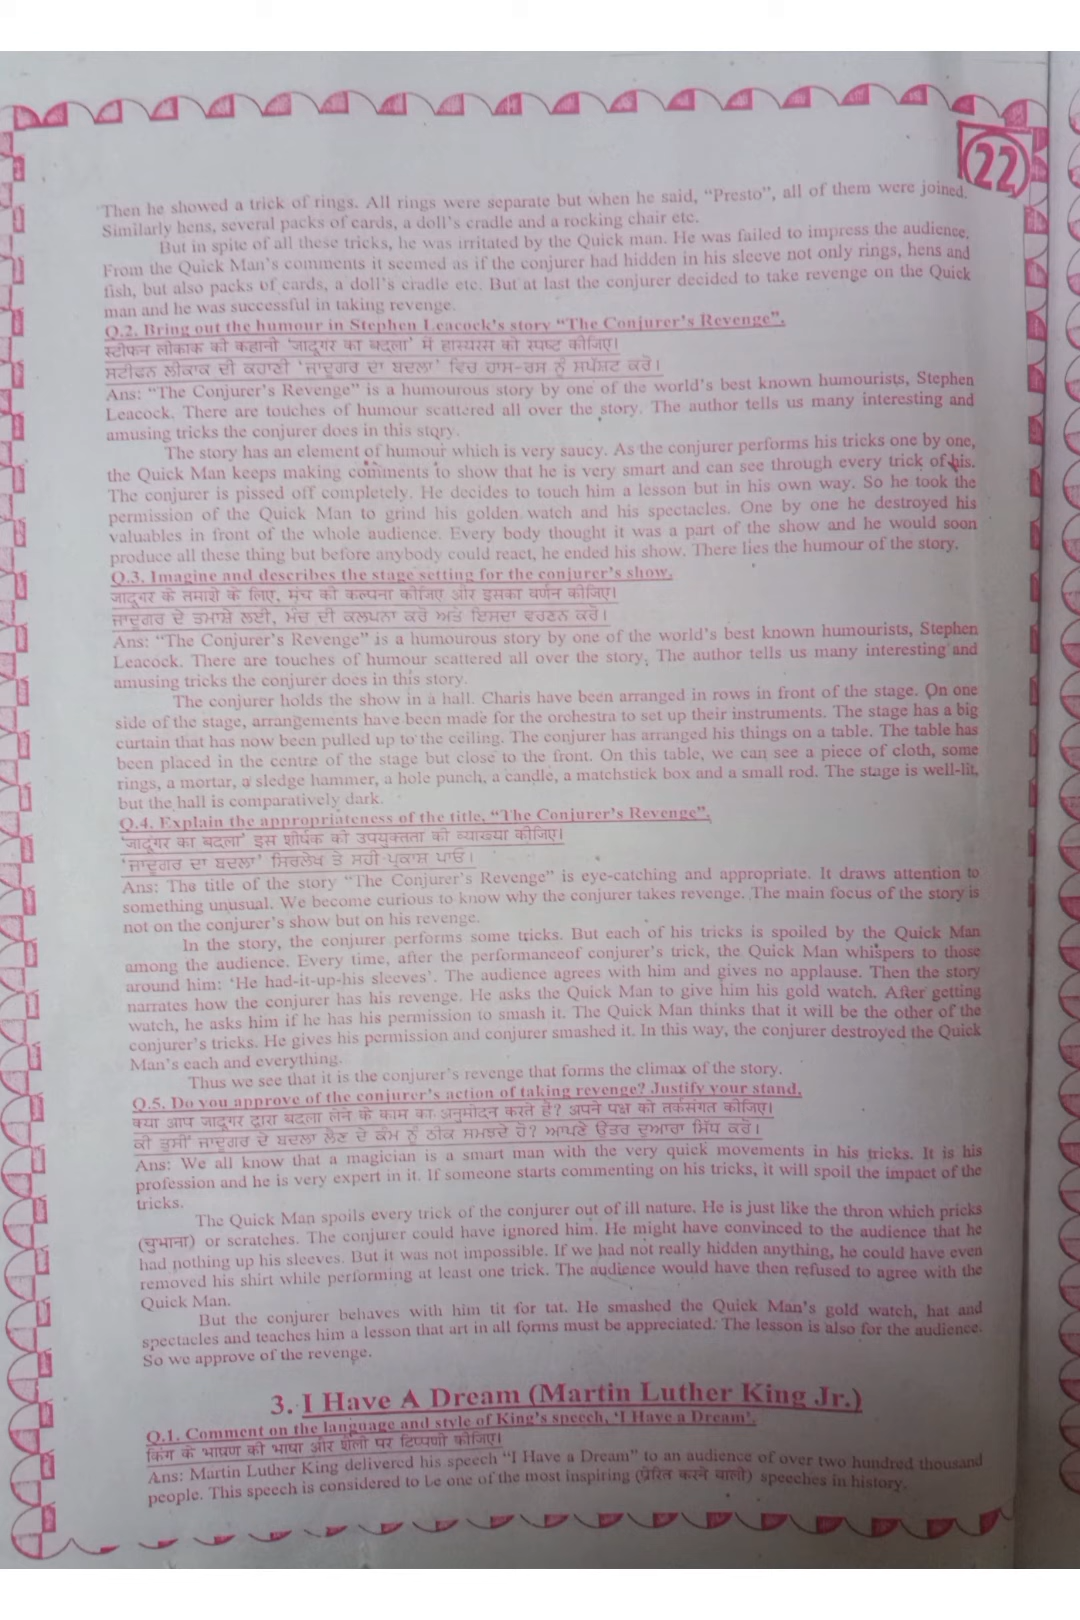 22
Then he showed a trick of rings. All rings were separate but when he said, “Presto”, all of them were joined.
Similarly hens, several packs of cards, a doll’s cradle and a rocking chair etc.
But in spite of all these tricks, he was irritated by the Quick man. He was failed to impress the audience.
From the Quick Man’s comments it seemed as if the conjurer had hidden in his sleeve not only rings, hens and
fish, but also packs of cards, a doll’s cradle etc. But at last the conjurer decided to take revenge on the Quick
man and he was successful in taking revenge.
Q.2. Bring out the humour in Stephen Leacock’s story “The Conjurer’s Revenge”.
स्टीफन लीकाक की कहानी ‘जादूगर का बदला’ में हास्यरस को स्पष्ट कीजिए।
ਸਟੀਫਨ ਲੀਕਾਕ ਦੀ ਕਹਾਣੀ ‘ਜਾਦੂਗਰ ਦਾ ਬਦਲਾ’ ਵਿਚ ਹਾਸ-ਰਸ ਨੂੰ ਸਪੱਸ਼ਟ ਕਰੋ।
Ans: “The Conjurer’s Revenge” is a humourous story by one of the world’s best known humourists, Stephen
Leacock. There are touches of humour scattered all over the story. The author tells us many interesting and
amusing tricks the conjurer does in this story.
The story has an element of humour which is very saucy. As the conjurer performs his tricks one by one,
the Quick Man keeps making comments to show that he is very smart and can see through every trick of his.
The conjurer is pissed off completely. He decides to touch him a lesson but in his own way. So he took the
permission of the Quick Man to grind his golden watch and his spectacles. One by one he destroyed his
valuables in front of the whole audience. Every body thought it was a part of the show and he would soon
produce all these thing but before anybody could react, he ended his show. There lies the humour of the story.
Q.3. Imagine and describes the stage setting for the conjurer’s show.
जादूगर के तमाशे के लिए, मंच की कल्पना कीजिए और इसका वर्णन कीजिए।
ਜਾਦੂਗਰ ਦੇ ਤਮਾਸ਼ੇ ਲਈ, ਮੰਚ ਦੀ ਕਲਪਨਾ ਕਰੋ ਅਤੇ ਇਸਦਾ ਵਰਣਨ ਕਰੋ।
Ans: “The Conjurer’s Revenge” is a humourous story by one of the world’s best known humourists, Stephen
Leacock. There are touches of humour scattered all over the story. The author tells us many interesting and
amusing tricks the conjurer does in this story.
The conjurer holds the show in a hall. Charis have been arranged in rows in front of the stage. On one
side of the stage, arrangements have been made for the orchestra to set up their instruments. The stage has a big
curtain that has now been pulled up to the ceiling. The conjurer has arranged his things on a table. The table has
been placed in the centre of the stage but close to the front. On this table, we can see a piece of cloth, some
rings, a mortar, a sledge hammer, a hole punch, a candle, a matchstick box and a small rod. The stage is well-lit,
but the hall is comparatively dark.
Q.4. Explain the appropriateness of the title, “The Conjurer’s Revenge”.
‘जादूगर का बदला’ इस शीर्षक की उपयुक्तता की व्याख्या कीजिए।
‘ਜਾਦੂਗਰ ਦਾ ਬਦਲਾ’ ਸਿਰਲੇਖ ਤੇ ਸਹੀ ਪ੍ਰਕਾਸ਼ ਪਾਓ।
Ans: The title of the story “The Conjurer’s Revenge” is eye-catching and appropriate. It draws attention to
something unusual. We become curious to know why the conjurer takes revenge. The main focus of the story is
not on the conjurer’s show but on his revenge.
In the story, the conjurer performs some tricks. But each of his tricks is spoiled by the Quick Man
among the audience. Every time, after the performanceof conjurer’s trick, the Quick Man whispers to those
around him: ‘He had-it-up-his sleeves’. The audience agrees with him and gives no applause. Then the story
narrates how the conjurer has his revenge. He asks the Quick Man to give him his gold watch. After getting
watch, he asks him if he has his permission to smash it. The Quick Man thinks that it will be the other of the
conjurer’s tricks. He gives his permission and conjurer smashed it. In this way, the conjurer destroyed the Quick
Man’s each and everything.
Thus we see that it is the conjurer’s revenge that forms the climax of the story.
Q.5. Do you approve of the conjurer’s action of taking revenge? Justify your stand.
क्या आप जादूगर द्वारा बदला लेने के काम का अनुमोदन करते हैं? अपने पक्ष को तर्कसंगत कीजिए।
ਕੀ ਤੁਸੀਂ ਜਾਦੂਗਰ ਦੇ ਬਦਲਾ ਲੈਣ ਦੇ ਕੰਮ ਨੂੰ ਠੀਕ ਸਮਝਦੇ ਹੋ? ਆਪਣੇ ਉੱਤਰ ਦੁਆਰਾ ਸਿੱਧ ਕਰੋ।
Ans: We all know that a magician is a smart man with the very quick movements in his tricks. It is his
profession and he is very expert in it. If someone starts commenting on his tricks, it will spoil the impact of the
tricks.
The Quick Man spoils every trick of the conjurer out of ill nature. He is just like the thron which pricks
(चुभाना) or scratches. The conjurer could have ignored him. He might have convinced to the audience that he
had nothing up his sleeves. But it was not impossible. If we had not really hidden anything, he could have even
removed his shirt while performing at least one trick. The audience would have then refused to agree with the
Quick Man.
But the conjurer behaves with him tit for tat. He smashed the Quick Man’s gold watch, hat and
spectacles and teaches him a lesson that art in all forms must be appreciated. The lesson is also for the audience.
So we approve of the revenge.
3. I Have A Dream (Martin Luther King Jr.)
Q.1. Comment on the language and style of King’s speech, ‘I Have a Dream’.
किंग के भाषण की भाषा और शैली पर टिप्पणी कीजिए।
Ans: Martin Luther King delivered his speech “I Have a Dream” to an audience of over two hundred thousand
people. This speech is considered to be one of the most inspiring (प्रेरित करने वाली) speeches in history.